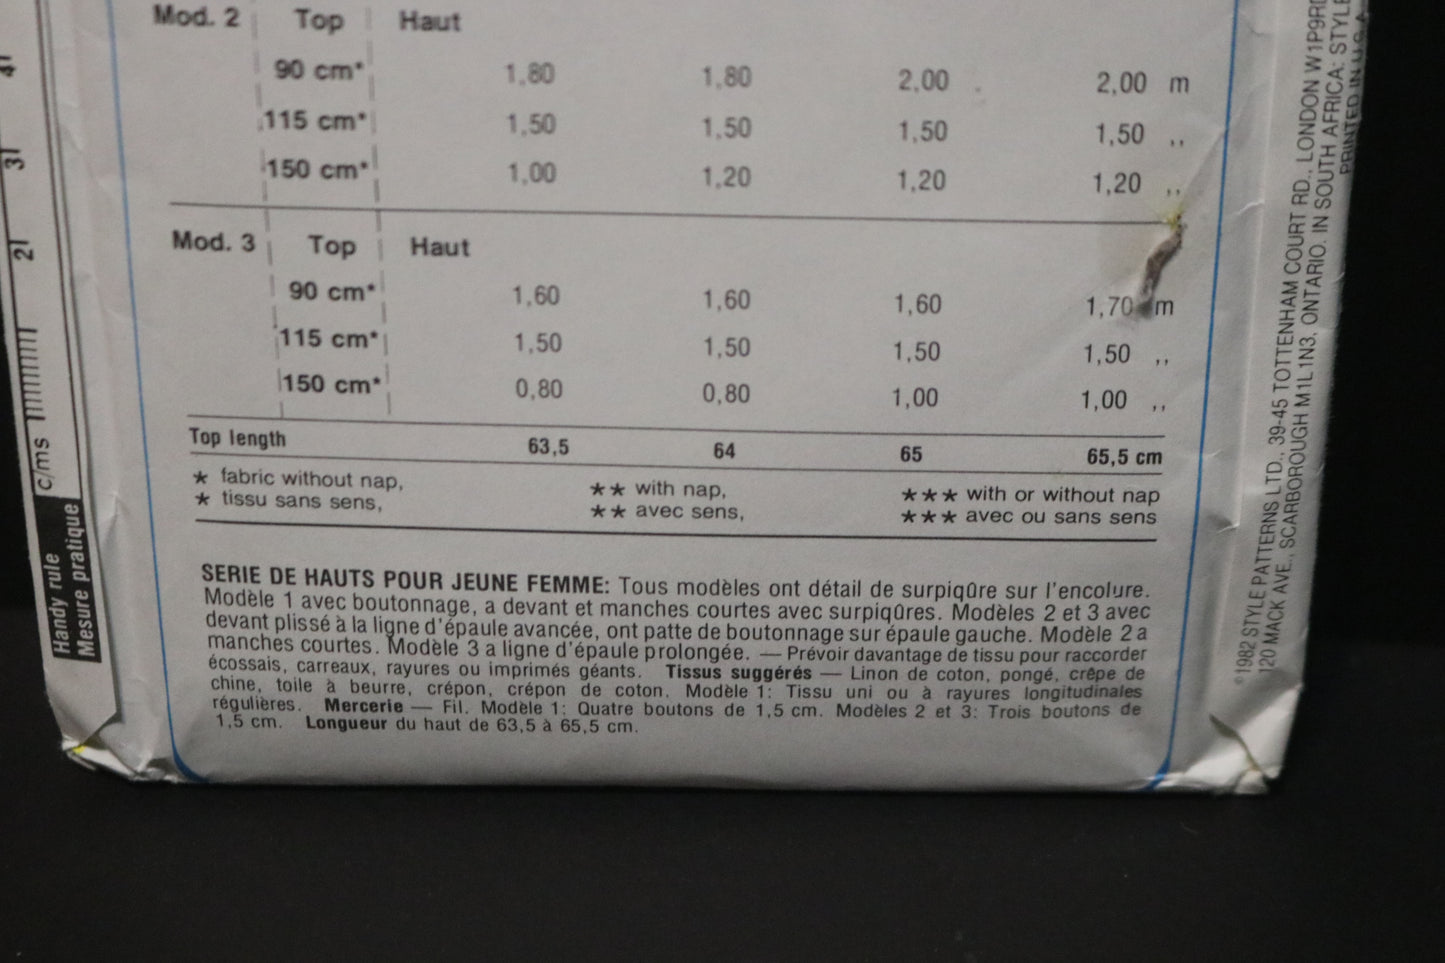 Mod. 2 Top Haut
90 cm* 1,80 1,80 2,00 2,00 m
115 cm* 1,50 1,50 1,50 1,50 ,,
150 cm* 1,00 1,20 1,20 1,20 ,,
Mod. 3 Top Haut
90 cm* 1,60 1,60 1,60 1,70 m
115 cm* 1,50 1,50 1,50 1,50 ,,
150 cm* 0,80 0,80 1,00 1,00 ,,
Top length 63,5 64 65 65,5 cm
* fabric without nap, ** with nap, *** with or without nap
* tissu sans sens, ** avec sens, *** avec ou sans sens
SERIE DE HAUTS POUR JEUNE FEMME: Tous modèles ont détail de surpiqûre sur l'encolure.
Modèle 1 avec boutonnage, a devant et manches courtes avec surpiqûres. Modèles 2 et 3 avec
devant plissé à la ligne d'épaule avancée, ont patte de boutonnage sur épaule gauche. Modèle 2 a
manches courtes. Modèle 3 a ligne d'épaule prolongée. — Prévoir davantage de tissu pour raccorder
écossais, carreaux, rayures ou imprimés géants. Tissus suggérés — Linon de coton, pongé, crêpe de
chine, toile à beurre, crépon, crépon de coton. Modèle 1: Tissu uni ou à rayures longitudinales
régulières. Mercerie — Fil. Modèle 1: Quatre boutons de 1,5 cm. Modèles 2 et 3: Trois boutons de
1,5 cm. Longueur du haut de 63,5 à 65,5 cm.
Handy rule
Mesure pratique
c/ms 2 3 4
©1982 STYLE PATTERNS LTD., 39-45 TOTTENHAM COURT RD., LONDON W1P9RD
120 MACK AVE., SCARBOROUGH M1L1N3, ONTARIO. IN SOUTH AFRICA: STYLE
PRINTED IN U.S.A.